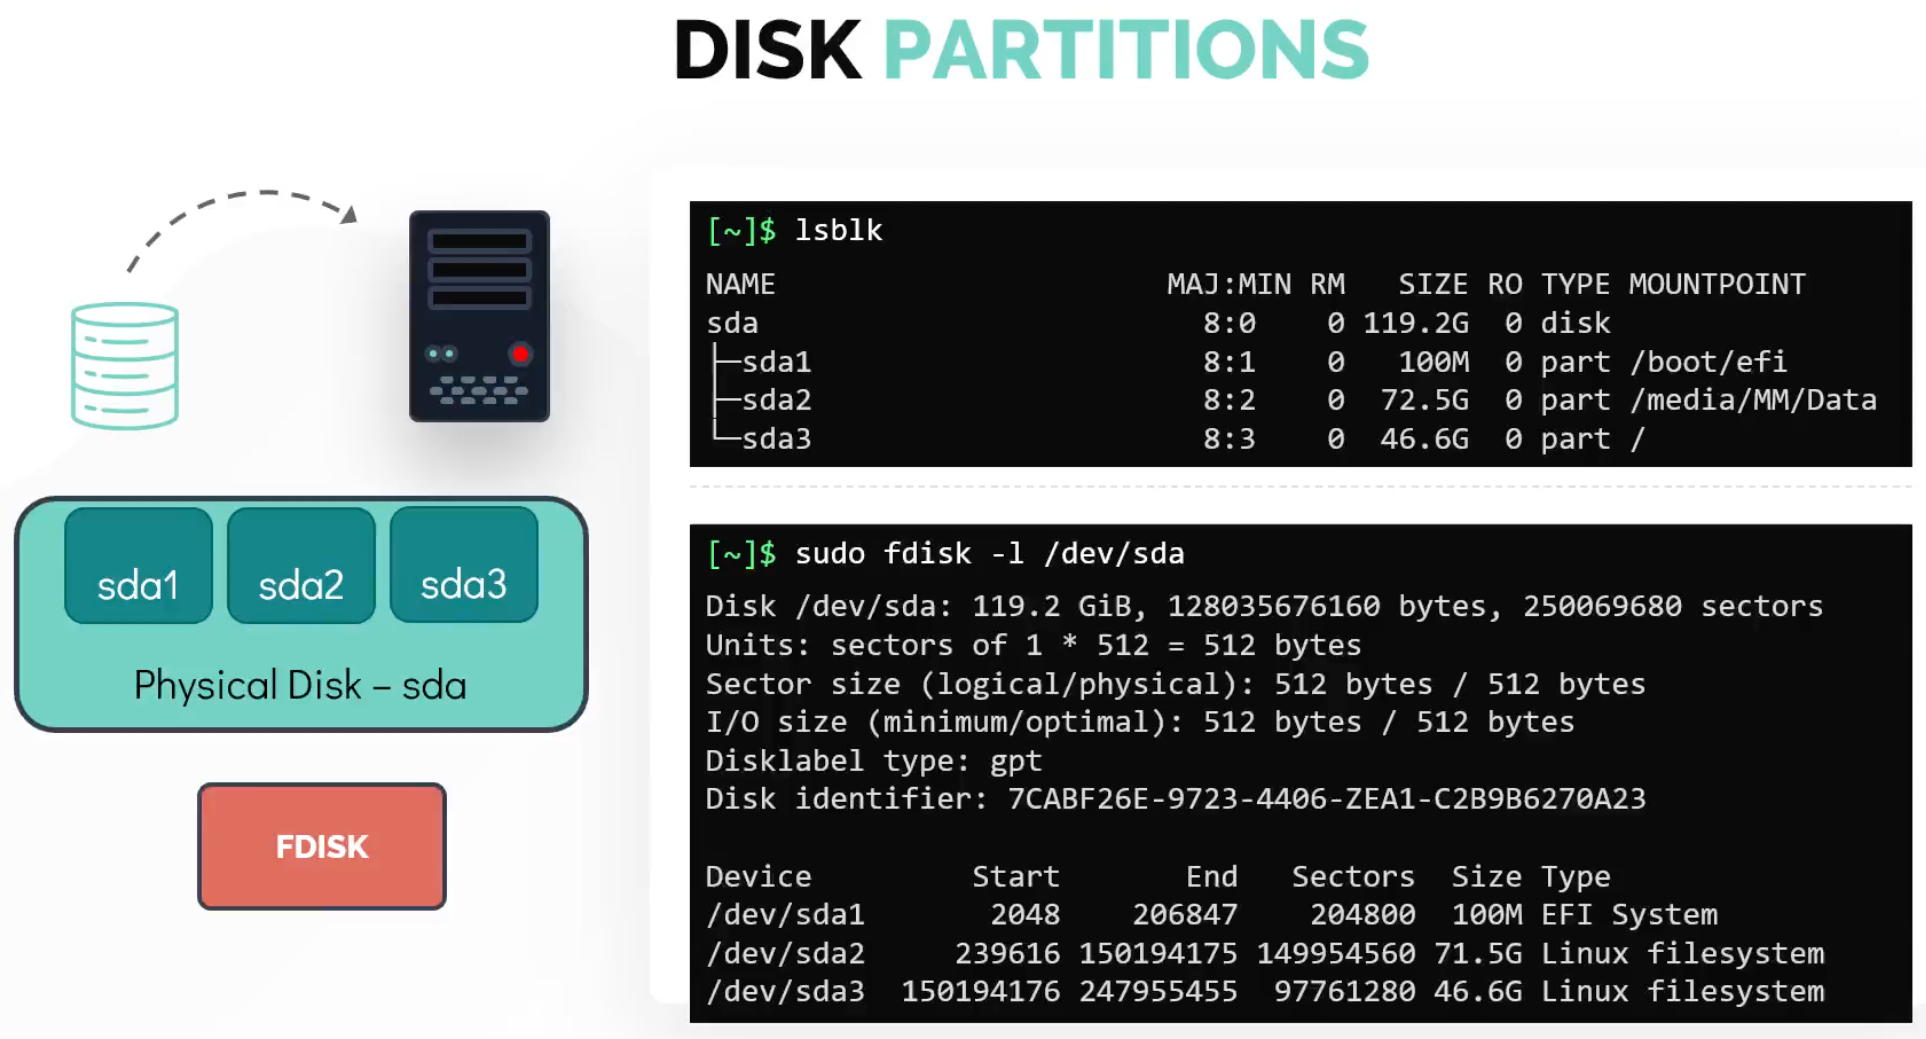 DISK PARTITIONS
sda1 sda2 sda3
Physical Disk – sda
FDISK
[~]$ lsblk
NAME MAJ:MIN RM SIZE RO TYPE MOUNTPOINT
sda 8:0 0 119.2G 0 disk
├─sda1 8:1 0 100M 0 part /boot/efi
├─sda2 8:2 0 72.5G 0 part /media/MM/Data
└─sda3 8:3 0 46.6G 0 part /
[~]$ sudo fdisk -l /dev/sda
Disk /dev/sda: 119.2 GiB, 128035676160 bytes, 250069680 sectors
Units: sectors of 1 * 512 = 512 bytes
Sector size (logical/physical): 512 bytes / 512 bytes
I/O size (minimum/optimal): 512 bytes / 512 bytes
Disklabel type: gpt
Disk identifier: 7CABF26E-9723-4406-ZEA1-C2B9B6270A23
Device Start End Sectors Size Type
/dev/sda1 2048 206847 204800 100M EFI System
/dev/sda2 239616 150194175 149954560 71.5G Linux filesystem
/dev/sda3 150194176 247955455 97761280 46.6G Linux filesystem